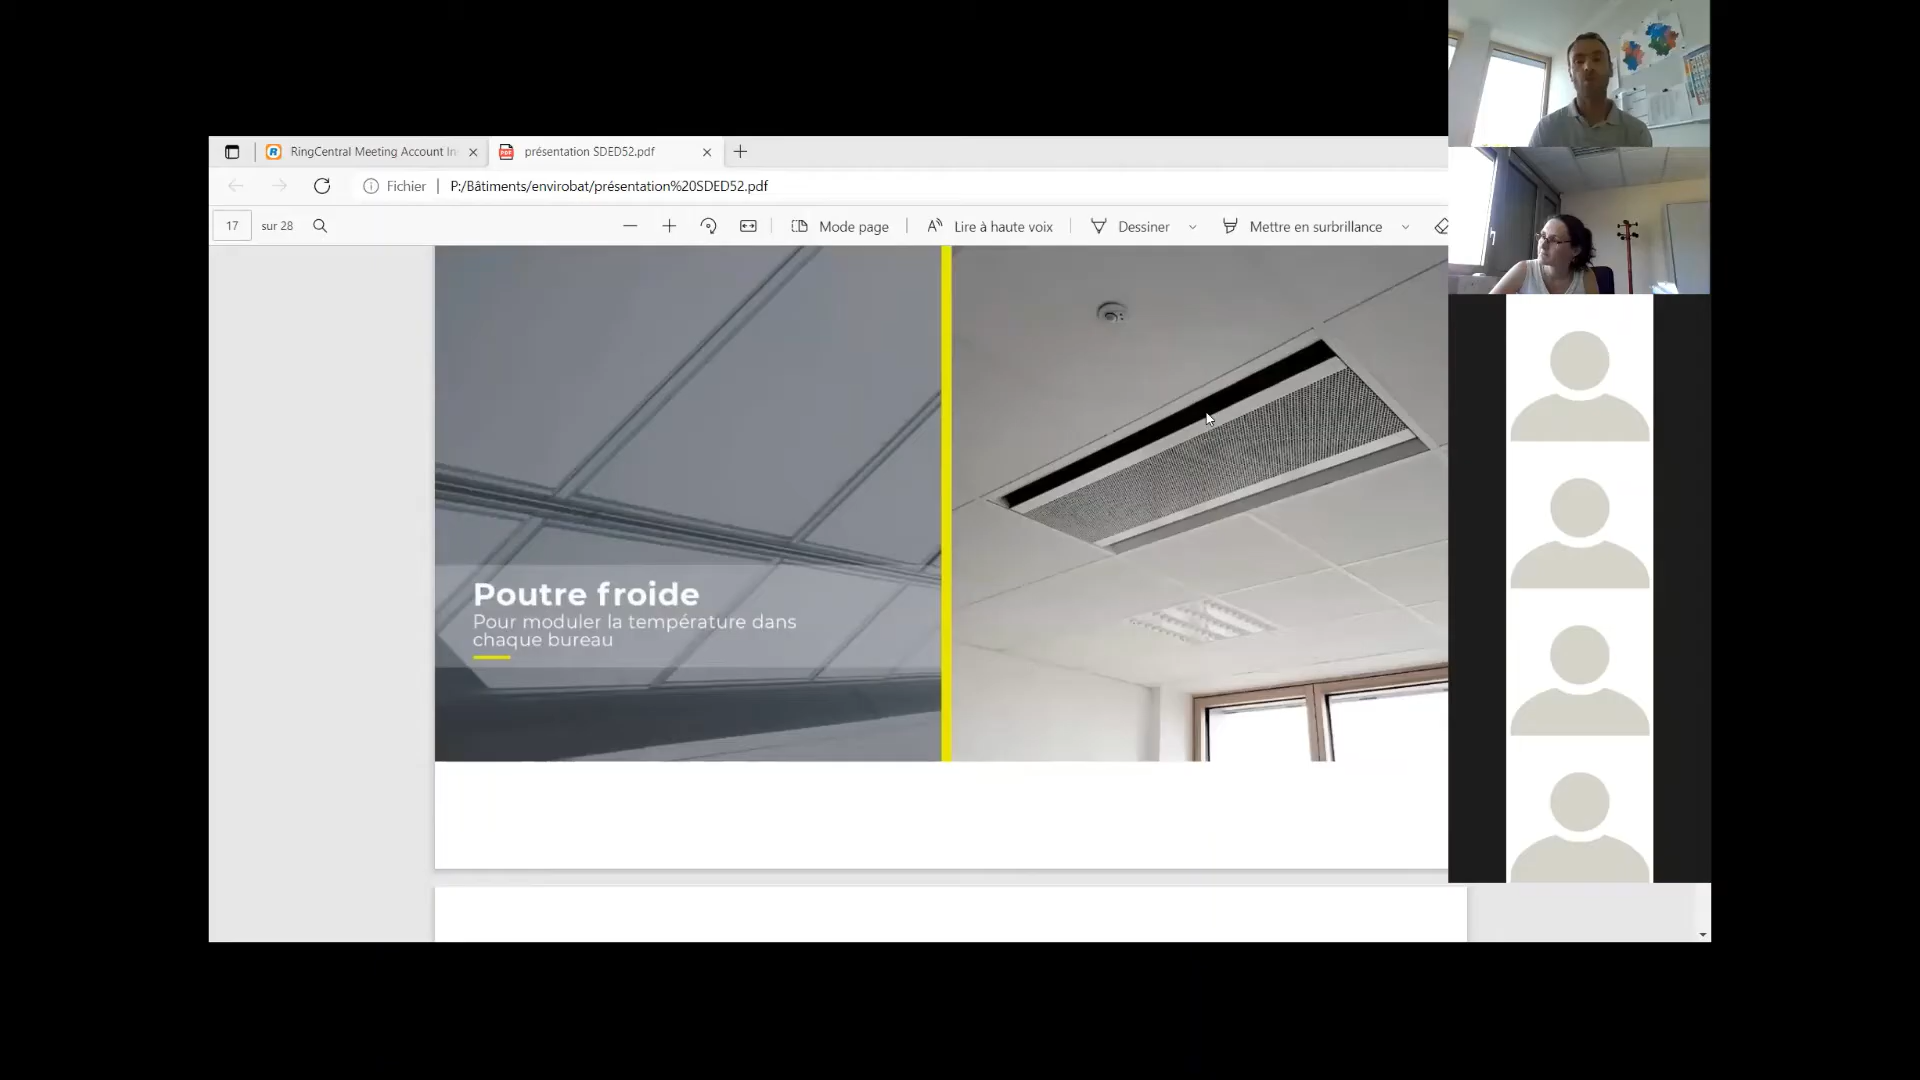 RingCentral Meeting Account In
présentation SDED52.pdf
Fichier
P:/Bâtiments/envirobat/présentation%20SDED52.pdf
17 sur 28
Mode page
Lire à haute voix
Dessiner
Mettre en surbrillance
Poutre froide
Pour moduler la température dans
chaque bureau